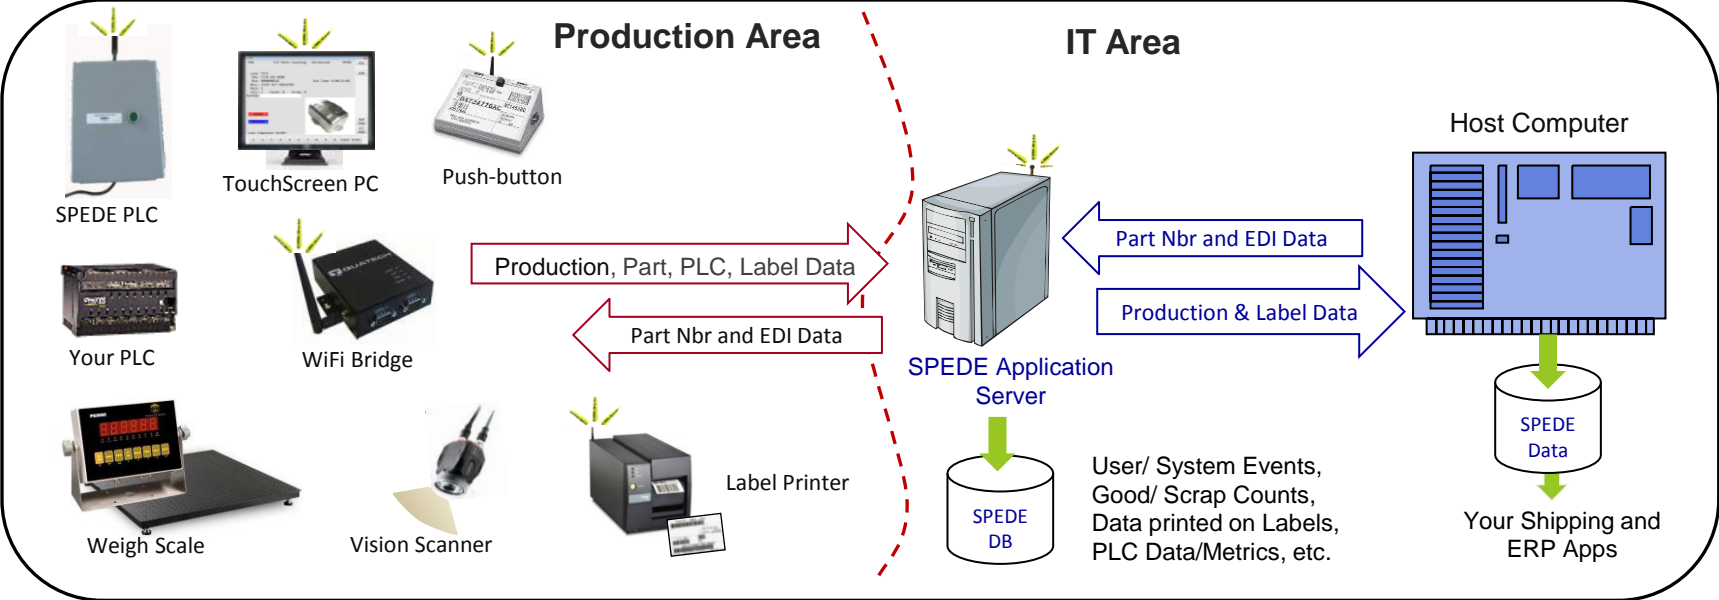 Production Area
IT Area
SPEDE PLC
TouchScreen PC
Push-button
Host Computer
Your PLC
QUATECH
WiFi Bridge
Production, Part, PLC, Label Data
Part Nbr and EDI Data
Part Nbr and EDI Data
Production & Label Data
SPEDE Application
Server
Weigh Scale
Vision Scanner
Label Printer
SPEDE
DB
User/ System Events,
Good/ Scrap Counts,
Data printed on Labels,
PLC Data/Metrics, etc.
SPEDE
Data
Your Shipping and
ERP Apps